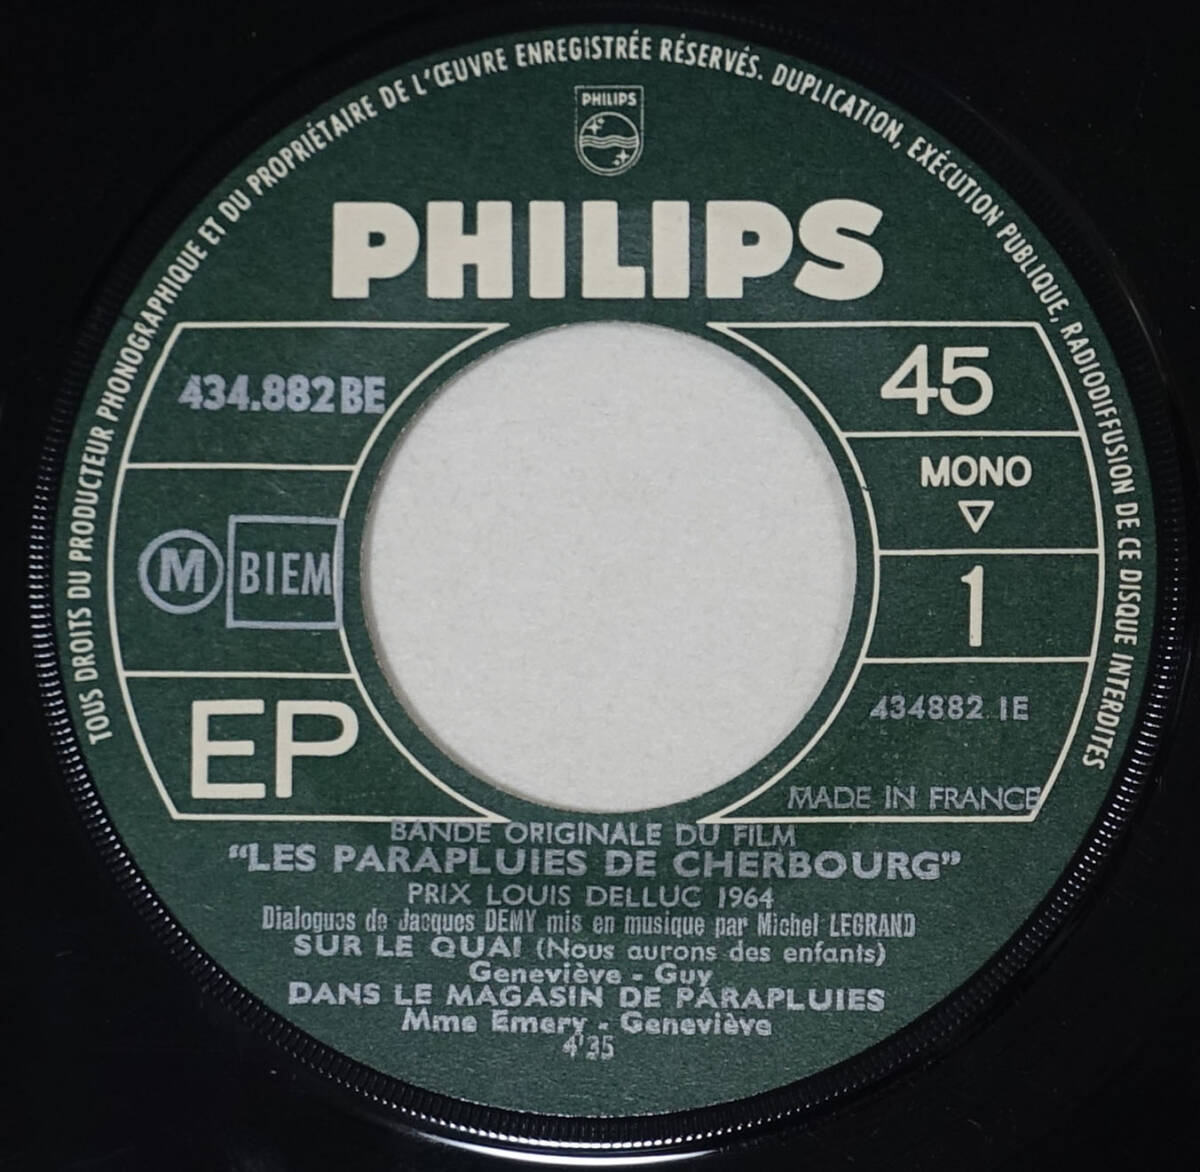 TOUS DROITS DU PRODUCTEUR PHONOGRAPHIQUE ET DU PROPRIÉTAIRE DE L'ŒUVRE ENREGISTRÉE RÉSERVÉS. DUPLICATION, EXÉCUTION PUBLIQUE, RADIODIFFUSION DE CE DISQUE INTERDITES
PHILIPS
PHILIPS
434.882 BE
M BIEM
EP
45
MONO
1
434882 1E
MADE IN FRANCE
BANDE ORIGINALE DU FILM
"LES PARAPLUIES DE CHERBOURG"
PRIX LOUIS DELLUC 1964
Dialogues de Jacques DEMY mis en musique par Michel LEGRAND
SUR LE QUAI (Nous aurons des enfants)
Geneviève - Guy
DANS LE MAGASIN DE PARAPLUIES
Mme Emery - Geneviève
4'35